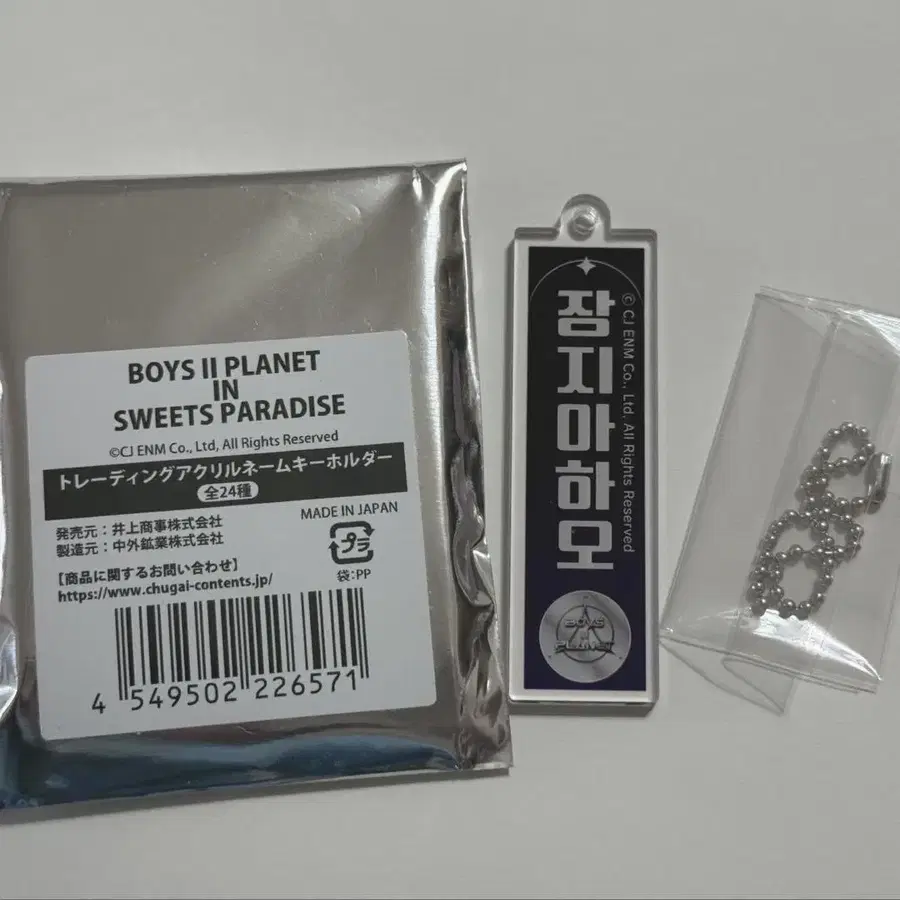 BOYS II PLANET
IN
SWEETS PARADISE
©CJ ENM Co., Ltd, All Rights Reserved
トレーディングアクリルネームキーホルダー
全24種
発売元：井上商事株式会社
製造元：中外鉱業株式会社
MADE IN JAPAN
プラ
袋:PP
【商品に関するお問い合わせ】
https://www.chugai-contents.jp/
4 549502 226571
장지아하오
© CJ ENM Co., Ltd, All Rights Reserved
BOYS
II
PLANET